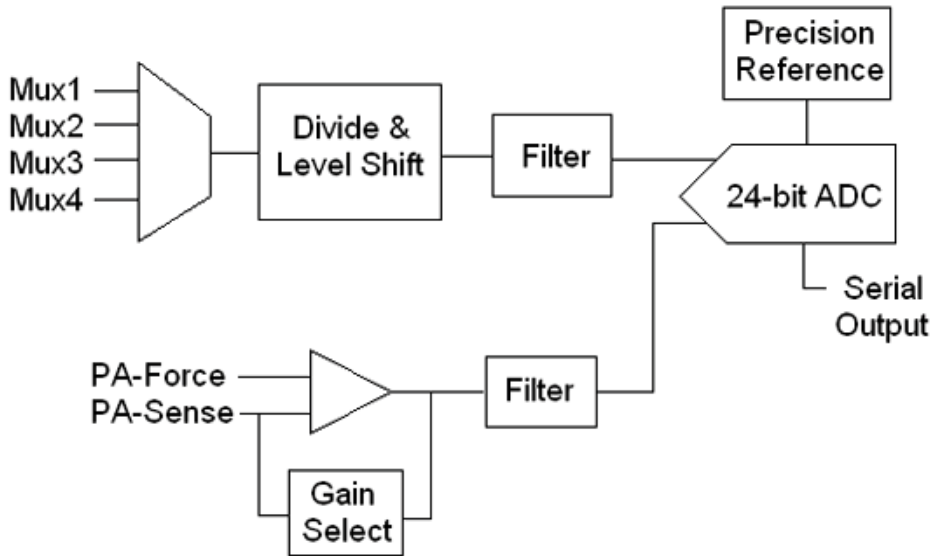 Precision
Reference
Mux1
Mux2
Mux3
Mux4
Divide &
Level Shift
Filter
24-bit ADC
Serial
Output
PA-Force
PA-Sense
Filter
Gain
Select